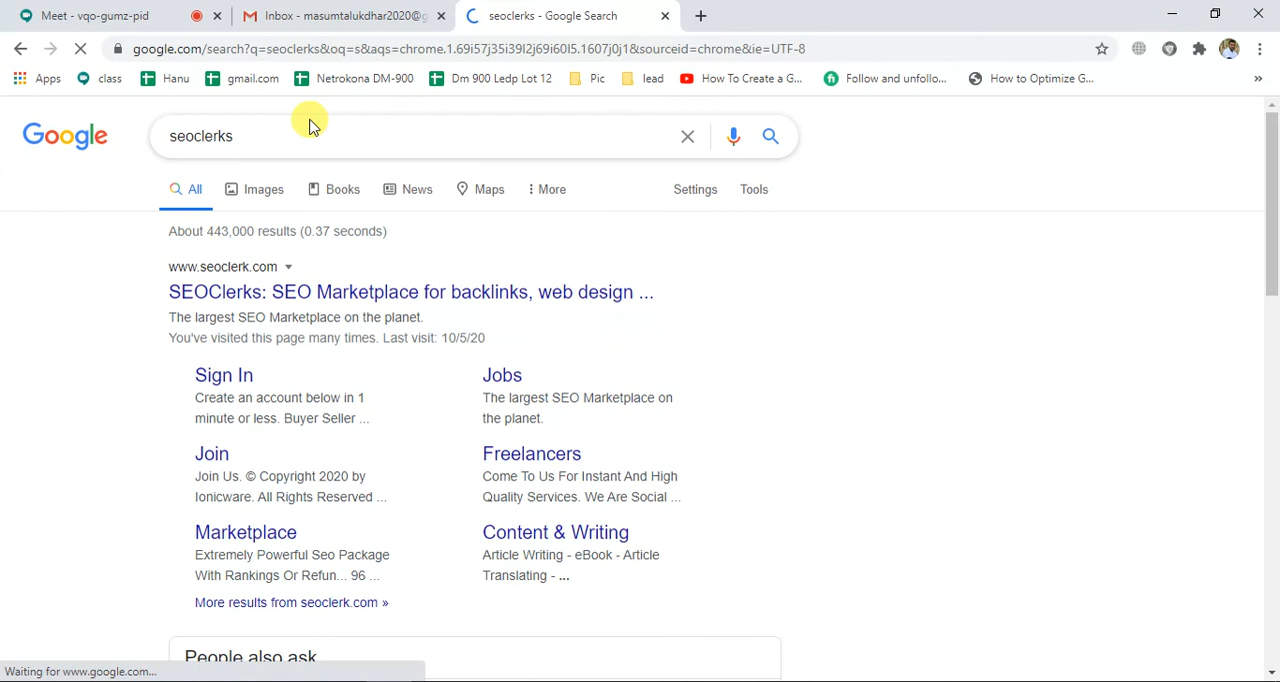 Meet - vqo-gumz-pid
Inbox - masumtalukdhar2020@g
seoclerks - Google Search
google.com/search?q=seoclerks&oq=s&aqs=chrome.1.69i57j35i39l2j69i60l5.1607j0j1&sourceid=chrome&ie=UTF-8
Apps class Hanu gmail.com Netrokona DM-900 Dm 900 Ledp Lot 12 Pic lead How To Create a G... Follow and unfollo... How to Optimize G... »
Google
seoclerks
All Images Books News Maps More Settings Tools
About 443,000 results (0.37 seconds)
www.seoclerk.com
SEOClerks: SEO Marketplace for backlinks, web design ...
The largest SEO Marketplace on the planet.
You've visited this page many times. Last visit: 10/5/20
Sign In
Create an account below in 1
minute or less. Buyer Seller ...
Jobs
The largest SEO Marketplace on
the planet.
Join
Join Us. © Copyright 2020 by
Ionicware. All Rights Reserved ...
Freelancers
Come To Us For Instant And High
Quality Services. We Are Social ...
Marketplace
Extremely Powerful Seo Package
With Rankings Or Refun... 96 ...
Content & Writing
Article Writing - eBook - Article
Translating - ...
More results from seoclerk.com »
People also ask
Waiting for www.google.com...